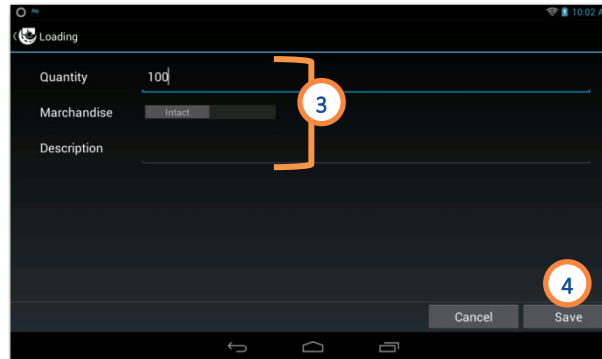 10:02 A
Loading
Quantity 100
3
Marchandise Intact
Description
4
Cancel Save